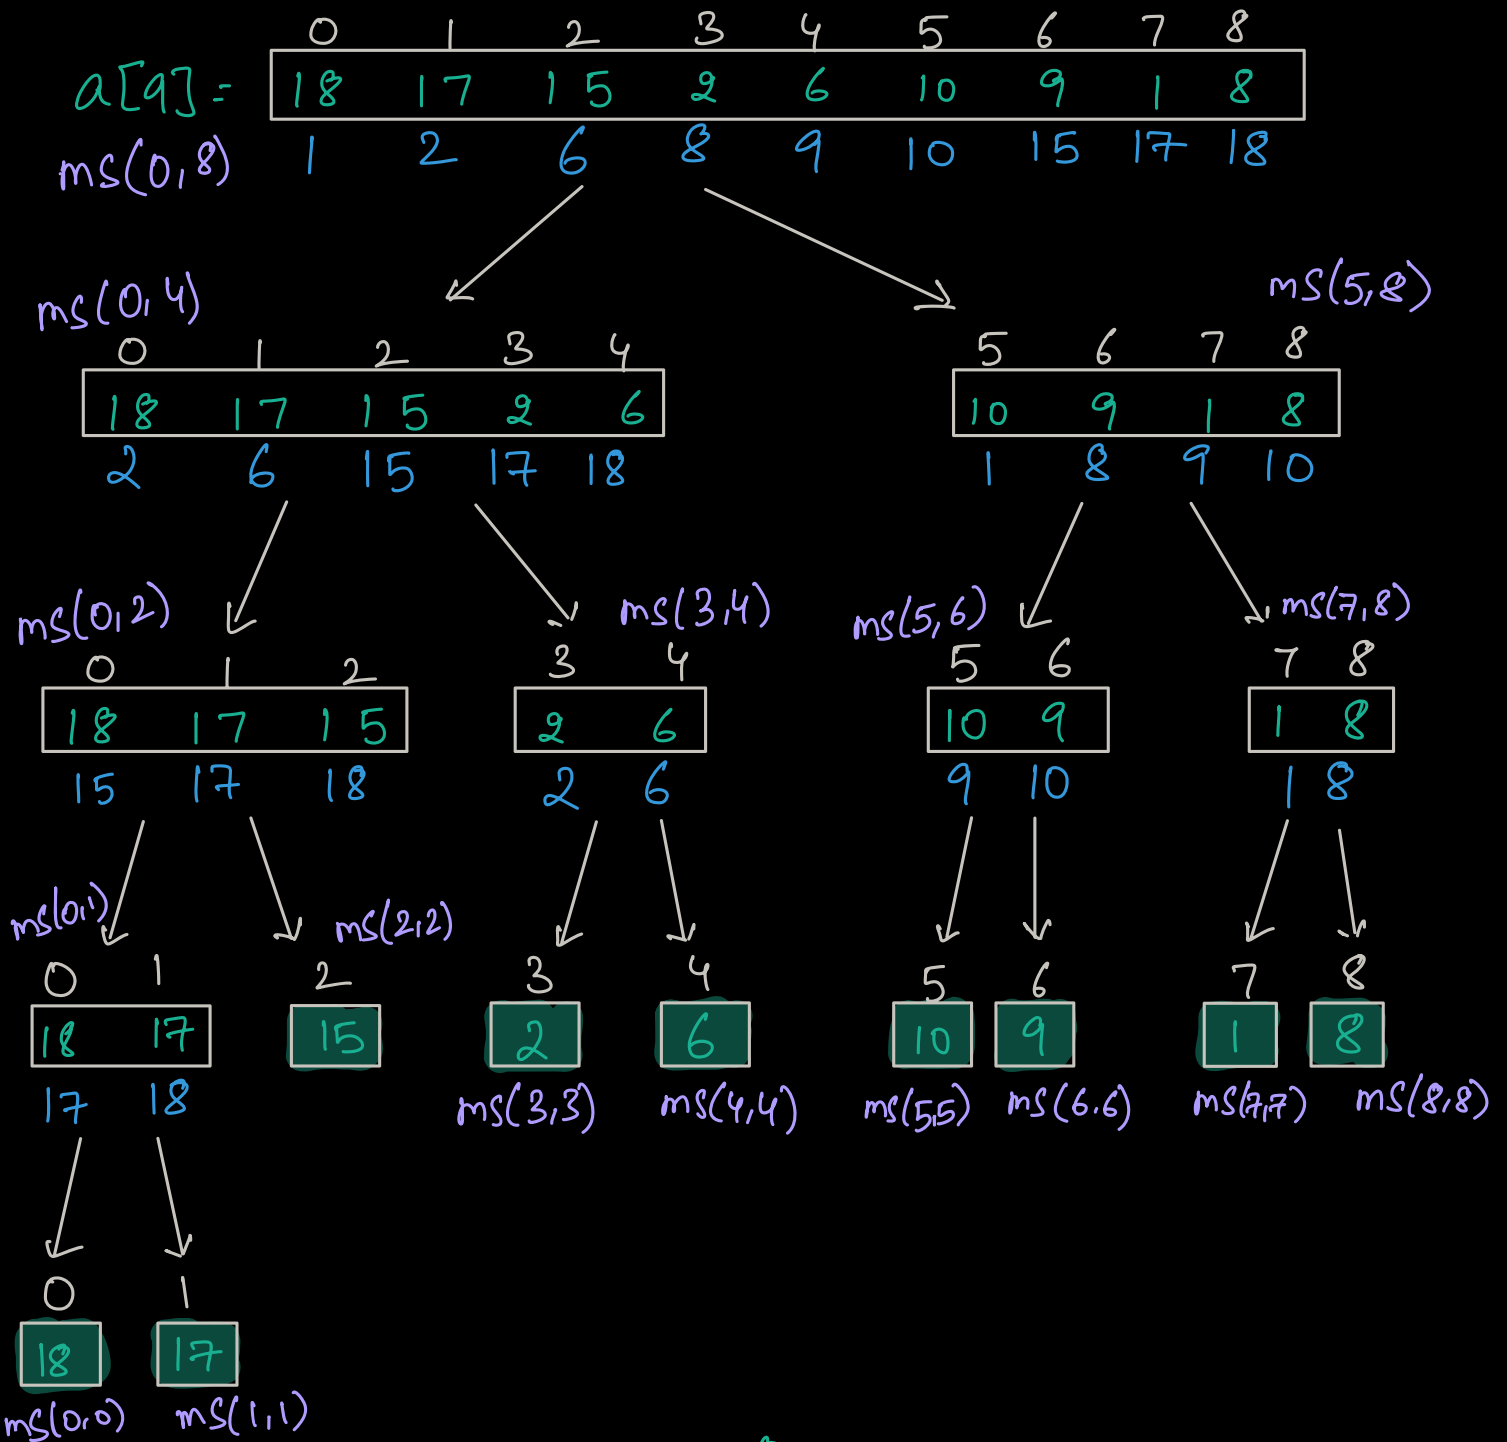 0 1 2 3 4 5 6 7 8
a[9]= 18 17 15 2 6 10 9 1 8
ms(0,8) 1 2 6 8 9 10 15 17 18
ms(0,4) ms(5,8)
0 1 2 3 4 5 6 7 8
18 17 15 2 6 10 9 1 8
2 6 15 17 18 1 8 9 10
ms(0,2) ms(3,4) ms(5,6) ms(7,8)
0 1 2 3 4 5 6 7 8
18 17 15 2 6 10 9 1 8
15 17 18 2 6 9 10 1 8
ms(0,1) ms(2,2)
0 1 2 3 4 5 6 7 8
18 17 15 2 6 10 9 1 8
17 18 ms(3,3) ms(4,4) ms(5,5) ms(6.6) ms(7,7) ms(8,8)
0 1
18 17
ms(0,0) ms(1,1)